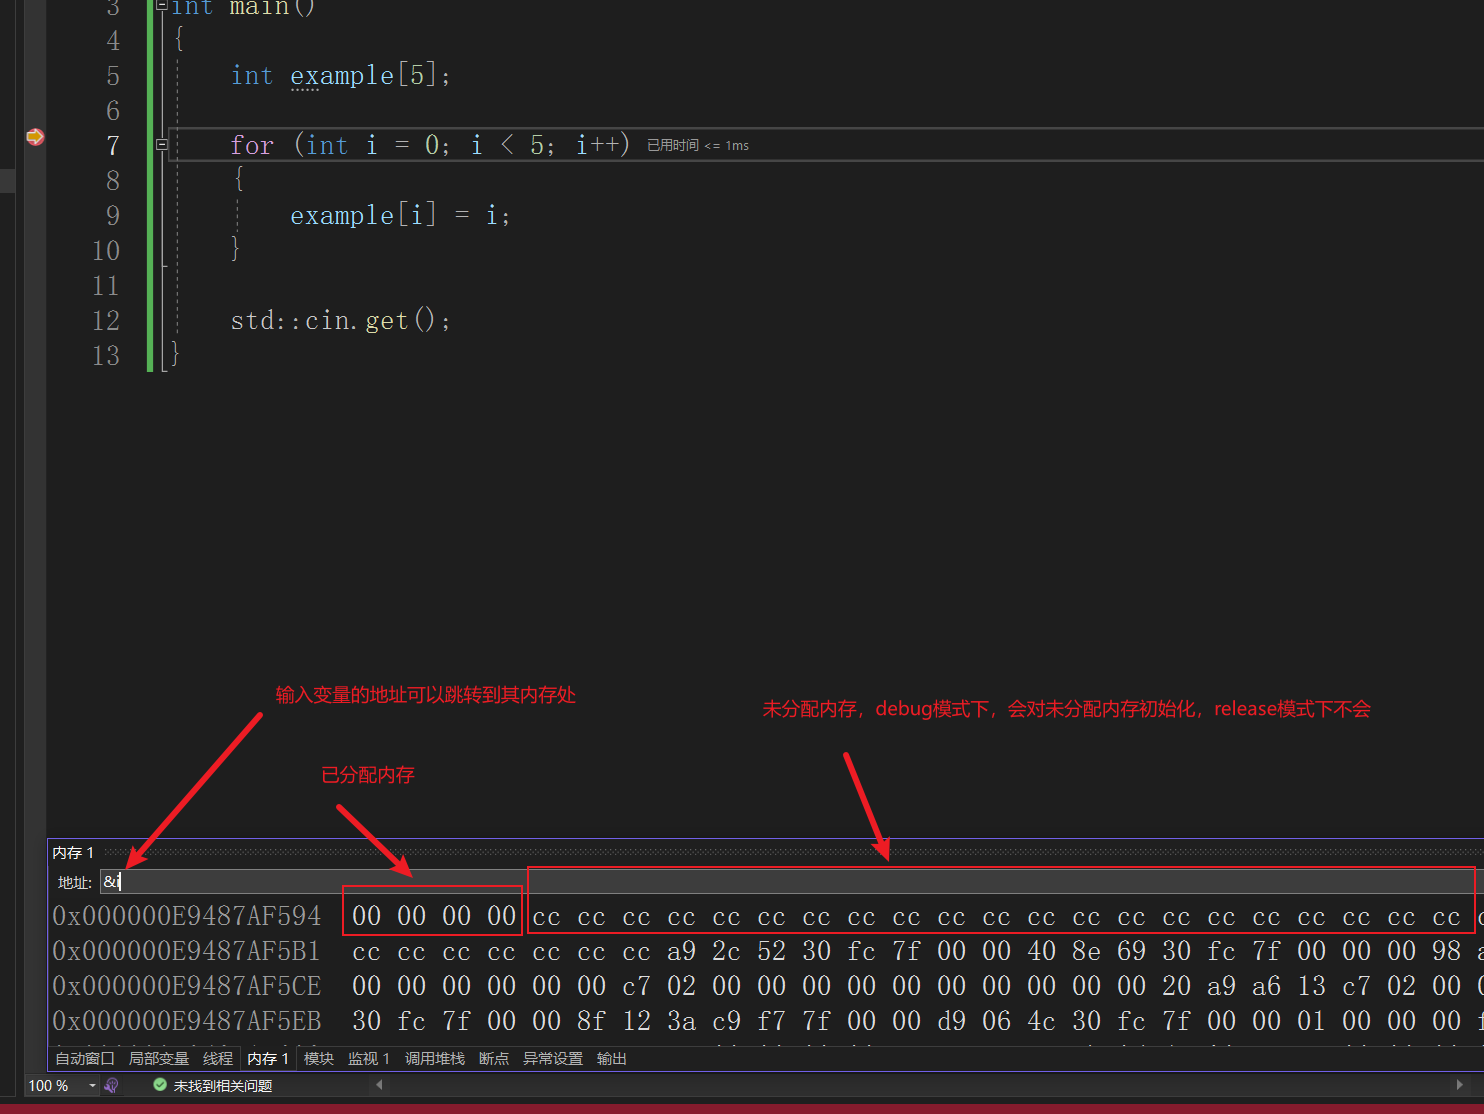 3 int main()
4 {
5 int example[5];
6
7 for (int i = 0; i < 5; i++) 已用时间 <= 1ms
8 {
9 example[i] = i;
10 }
11
12 std::cin.get();
13 }
输入变量的地址可以跳转到其内存处
未分配内存，debug模式下，会对未分配内存初始化，release模式下不会
已分配内存
内存 1
地址: &i
0x000000E9487AF594 00 00 00 00 cc cc cc cc cc cc cc cc cc cc cc cc cc cc cc cc cc cc cc cc cc
0x000000E9487AF5B1 cc cc cc cc cc cc cc a9 2c 52 30 fc 7f 00 00 40 8e 69 30 fc 7f 00 00 00 98
0x000000E9487AF5CE 00 00 00 00 00 00 c7 02 00 00 00 00 00 00 00 00 00 00 20 a9 a6 13 c7 02 00
0x000000E9487AF5EB 30 fc 7f 00 00 8f 12 3a c9 f7 7f 00 00 d9 06 4c 30 fc 7f 00 00 01 00 00 00
自动窗口 局部变量 线程 内存 1 模块 监视 1 调用堆栈 断点 异常设置 输出
100 % 未找到相关问题